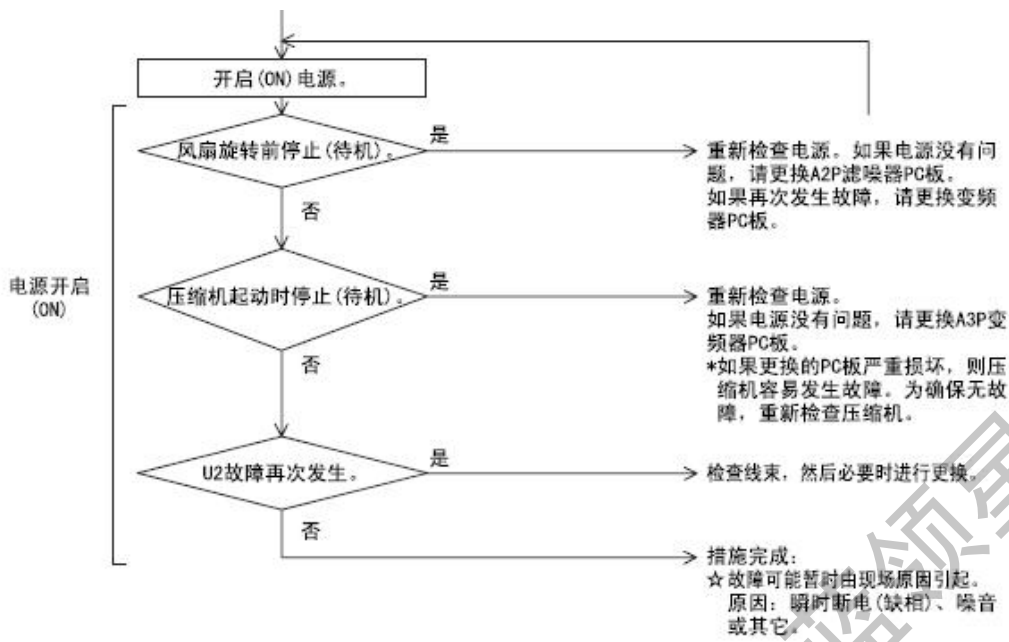 开启(ON)电源。
风扇旋转前停止(待机)。
是
重新检查电源。如果电源没有问
题，请更换A2P滤噪器PC板。
如果再次发生故障，请更换变频
器PC板。
否
电源开启
(ON)
压缩机起动时停止(待机)。
是
重新检查电源。
如果电源没有问题，请更换A3P变
频器PC板。
*如果更换的PC板严重损坏，则压
缩机容易发生故障。为确保无故
障，重新检查压缩机。
否
U2故障再次发生。
是
检查线束，然后必要时进行更换。
否
措施完成：
☆故障可能暂时由现场原因引起。
原因：瞬时断电(缺相)、噪音
或其它。
蓝领星